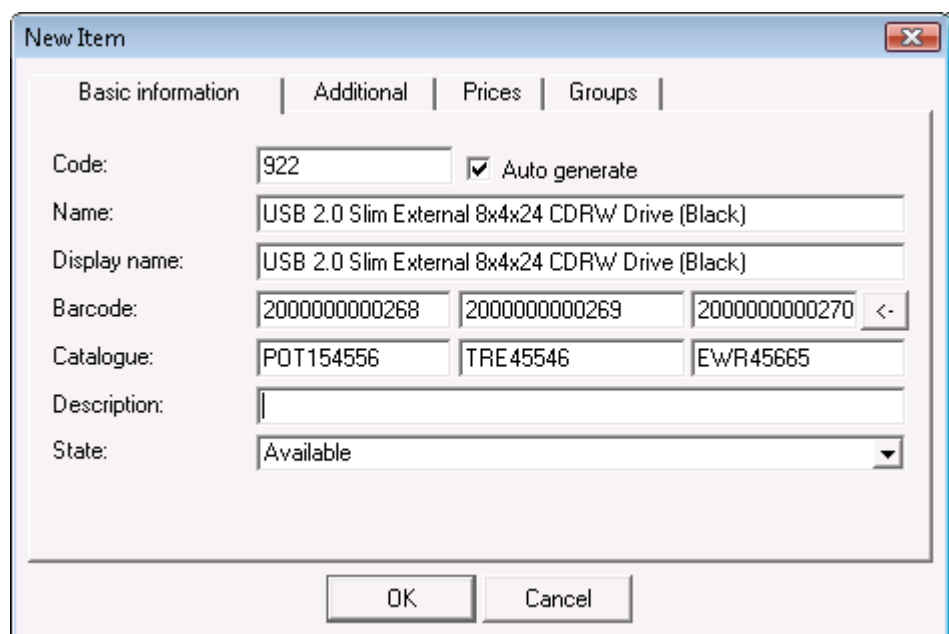 New Item
Basic information Additional Prices Groups
Code: 922 Auto generate
Name: USB 2.0 Slim External 8x4x24 CDRW Drive (Black)
Display name: USB 2.0 Slim External 8x4x24 CDRW Drive (Black)
Barcode: 2000000000268 2000000000269 2000000000270 <-
Catalogue: POT154556 TRE45546 EWR45665
Description:
State: Available
OK Cancel